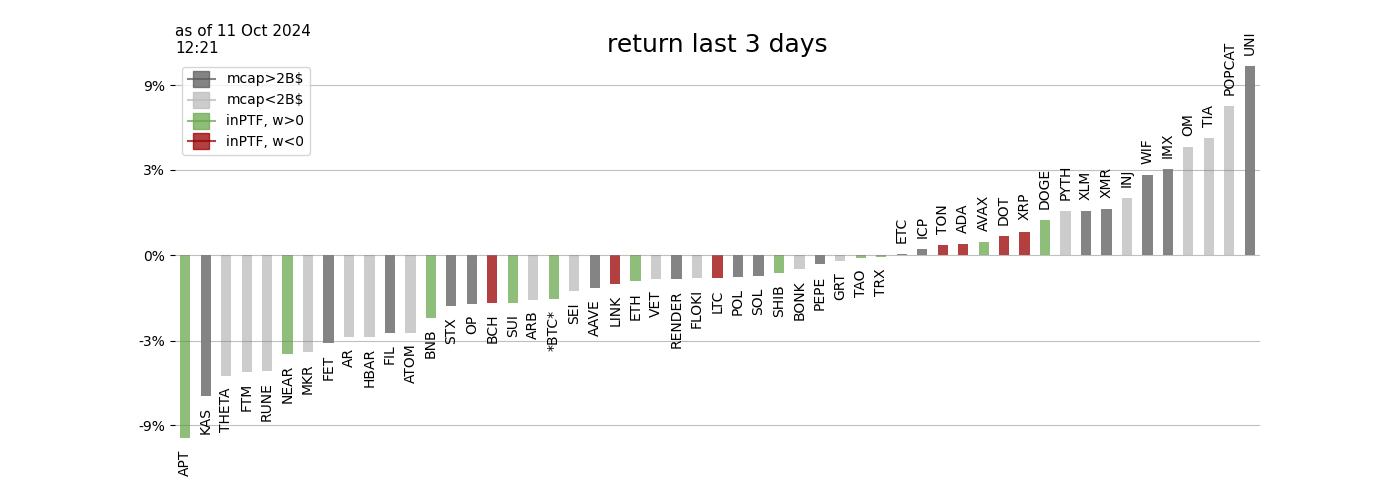 as of 11 Oct 2024
12:21
return last 3 days
mcap>2B$
mcap<2B$
inPTF, w>0
inPTF, w<0
9%
3%
0%
-3%
-9%
APT
KAS
THETA
FTM
RUNE
NEAR
MKR
FET
AR
HBAR
FIL
ATOM
BNB
STX
OP
BCH
SUI
ARB
*BTC*
SEI
AAVE
LINK
ETH
VET
RENDER
FLOKI
LTC
POL
SOL
SHIB
BONK
PEPE
GRT
TAO
TRX
ETC
ICP
TON
ADA
AVAX
DOT
XRP
DOGE
PYTH
XLM
XMR
INJ
WIF
IMX
OM
TIA
POPCAT
UNI